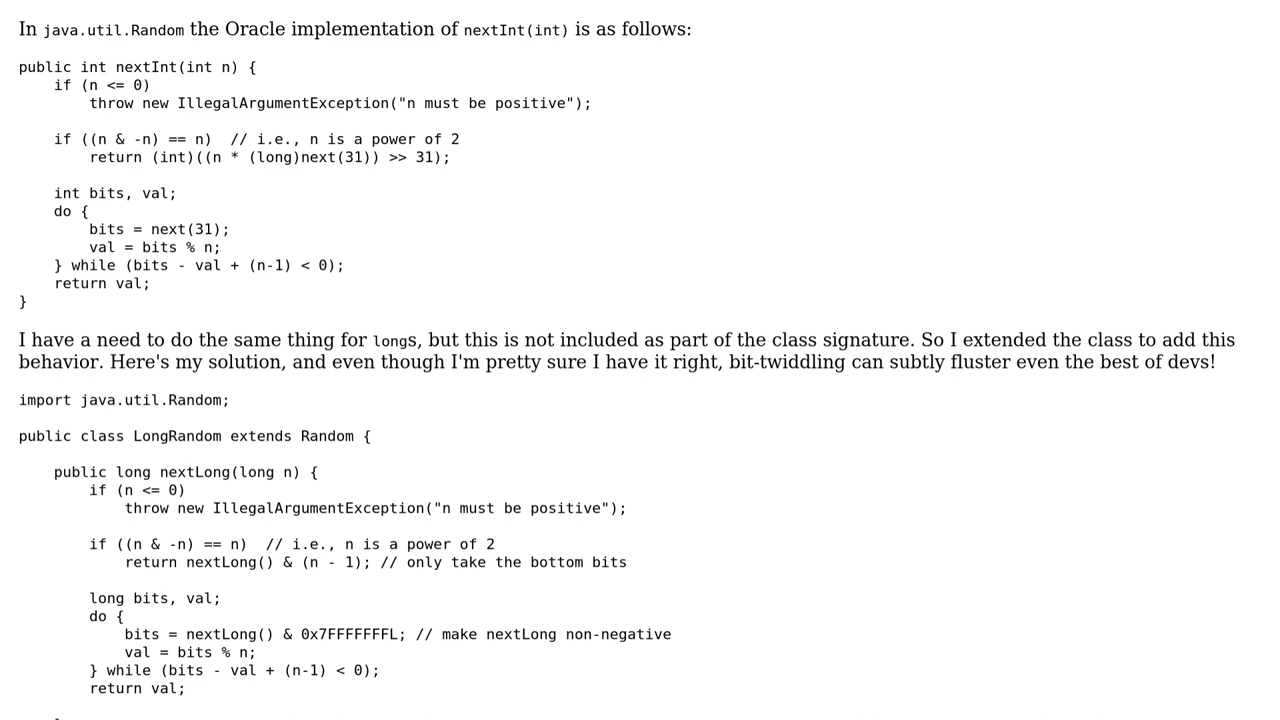 In java.util.Random the Oracle implementation of nextInt(int) is as follows:
public int nextInt(int n) {
    if (n <= 0)
        throw new IllegalArgumentException("n must be positive");
    if ((n & -n) == n)  // i.e., n is a power of 2
        return (int)((n * (long)next(31)) >> 31);
    int bits, val;
    do {
        bits = next(31);
        val = bits % n;
    } while (bits - val + (n-1) < 0);
    return val;
}
I have a need to do the same thing for longs, but this is not included as part of the class signature. So I extended the class to add this
behavior. Here's my solution, and even though I'm pretty sure I have it right, bit-twiddling can subtly fluster even the best of devs!
import java.util.Random;
public class LongRandom extends Random {
    public long nextLong(long n) {
        if (n <= 0)
            throw new IllegalArgumentException("n must be positive");
        if ((n & -n) == n)  // i.e., n is a power of 2
            return nextLong() & (n - 1); // only take the bottom bits
        long bits, val;
        do {
            bits = nextLong() & 0x7FFFFFFFL; // make nextLong non-negative
            val = bits % n;
        } while (bits - val + (n-1) < 0);
        return val;